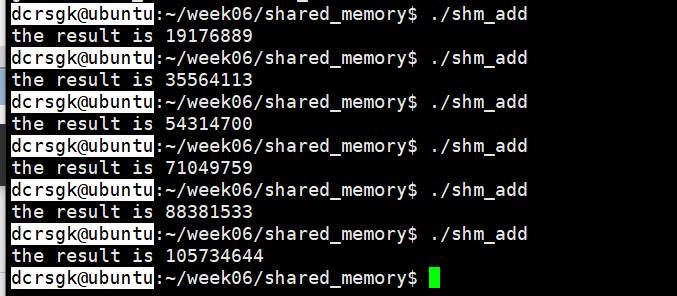 dcrsgk@ubuntu:~/week06/shared_memory$ ./shm_add
the result is 19176889
dcrsgk@ubuntu:~/week06/shared_memory$ ./shm_add
the result is 35564113
dcrsgk@ubuntu:~/week06/shared_memory$ ./shm_add
the result is 54314700
dcrsgk@ubuntu:~/week06/shared_memory$ ./shm_add
the result is 71049759
dcrsgk@ubuntu:~/week06/shared_memory$ ./shm_add
the result is 88381533
dcrsgk@ubuntu:~/week06/shared_memory$ ./shm_add
the result is 105734644
dcrsgk@ubuntu:~/week06/shared_memory$